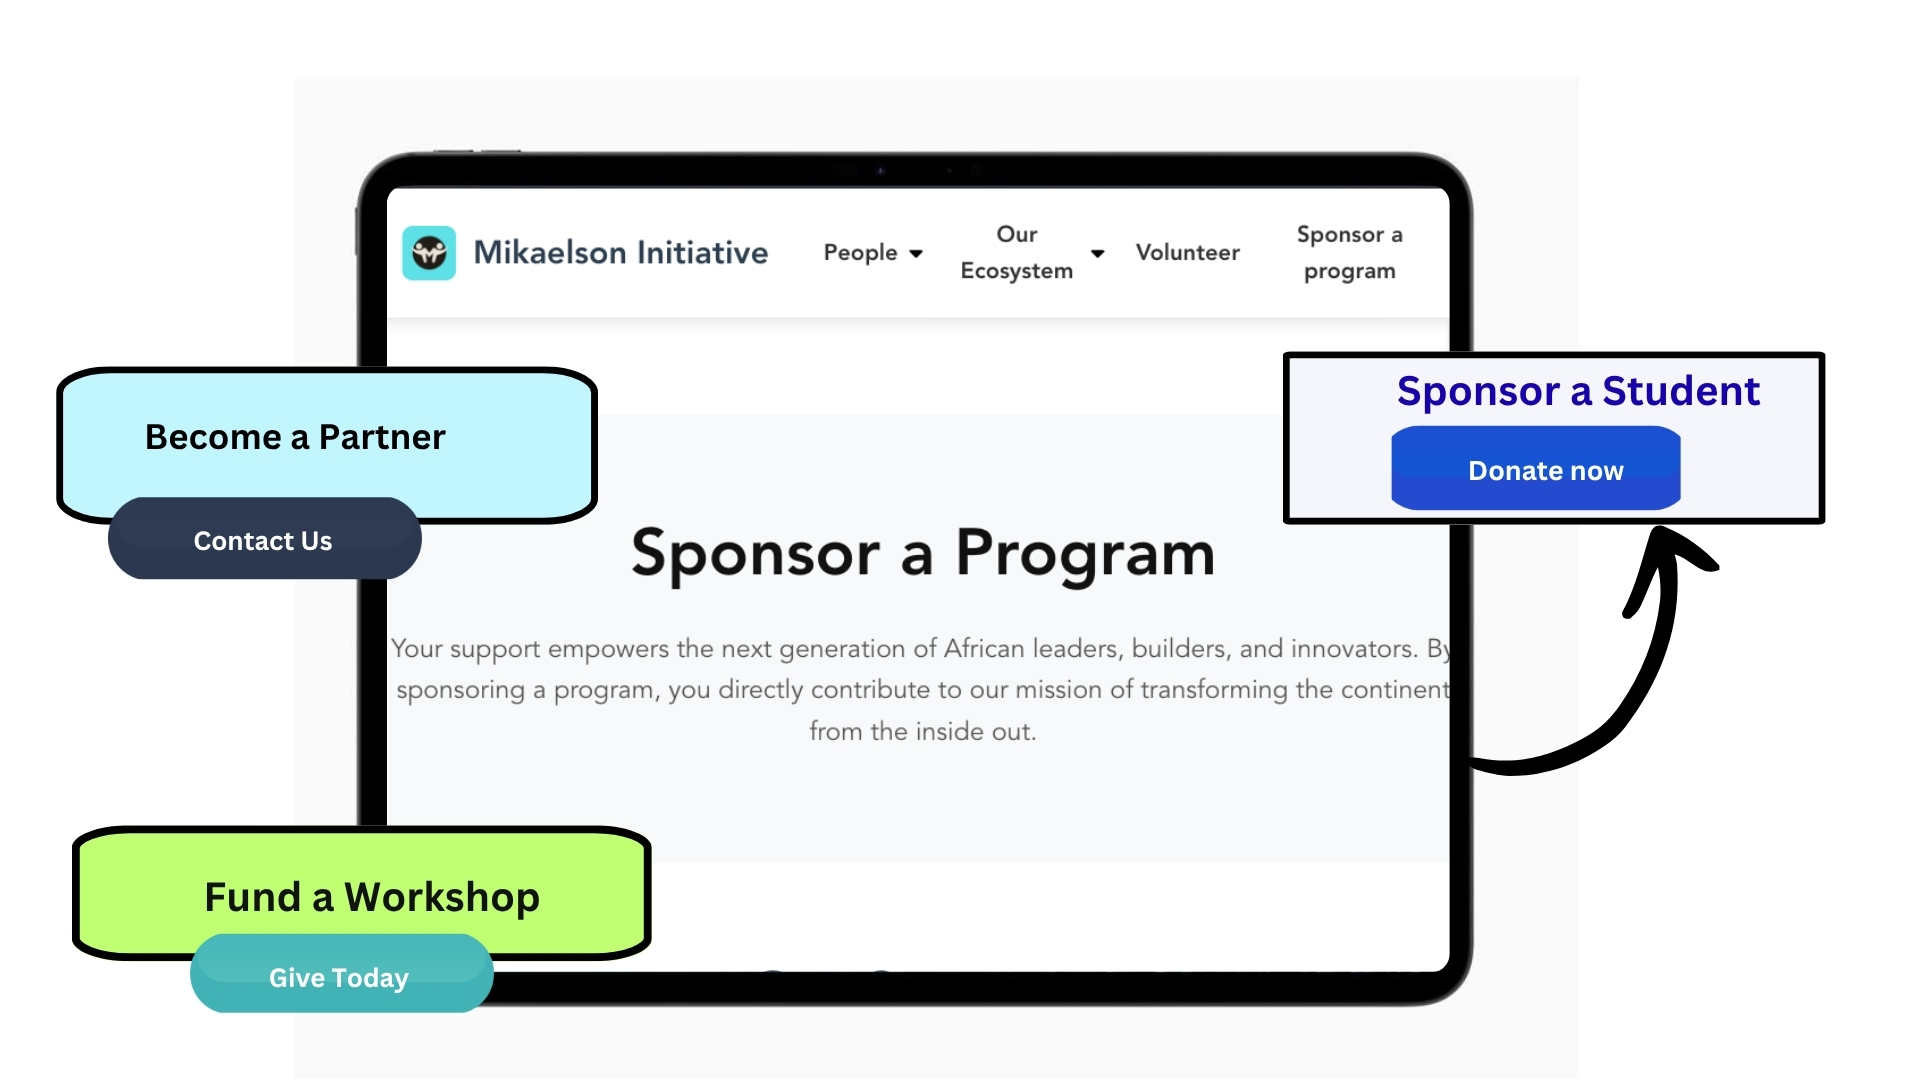 Mikaelson Initiative
People
Our
Ecosystem
Volunteer
Sponsor a
program
Become a Partner
Contact Us
Sponsor a Student
Donate now
Sponsor a Program
Your support empowers the next generation of African leaders, builders, and innovators. By
sponsoring a program, you directly contribute to our mission of transforming the continent
from the inside out.
Fund a Workshop
Give Today